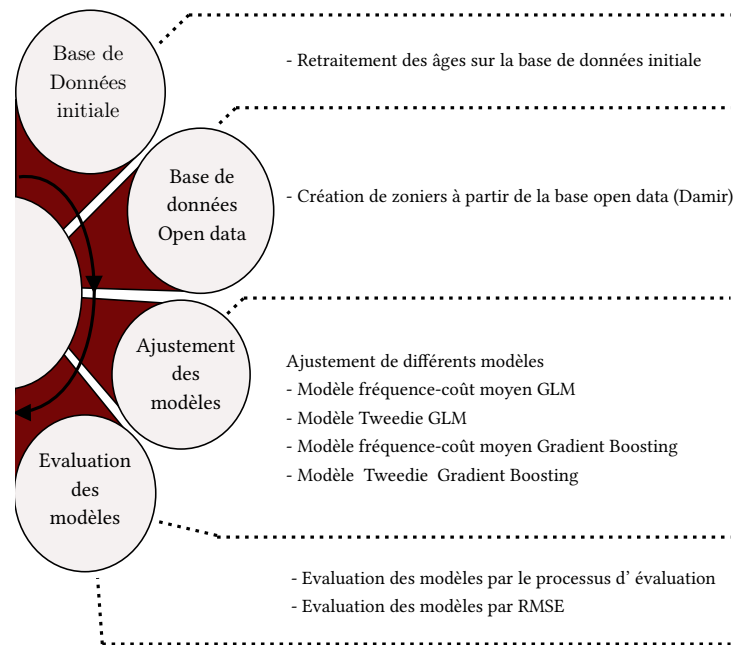 Base de
Données
initiale
- Retraitement des âges sur la base de données initiale
Base de
données
Open data
- Création de zoniers à partir de la base open data (Damir)
Ajustement
des
modèles
Ajustement de différents modèles
- Modèle fréquence-coût moyen GLM
- Modèle Tweedie GLM
- Modèle fréquence-coût moyen Gradient Boosting
- Modèle Tweedie Gradient Boosting
Evaluation
des
modèles
- Evaluation des modèles par le processus d' évaluation
- Evaluation des modèles par RMSE